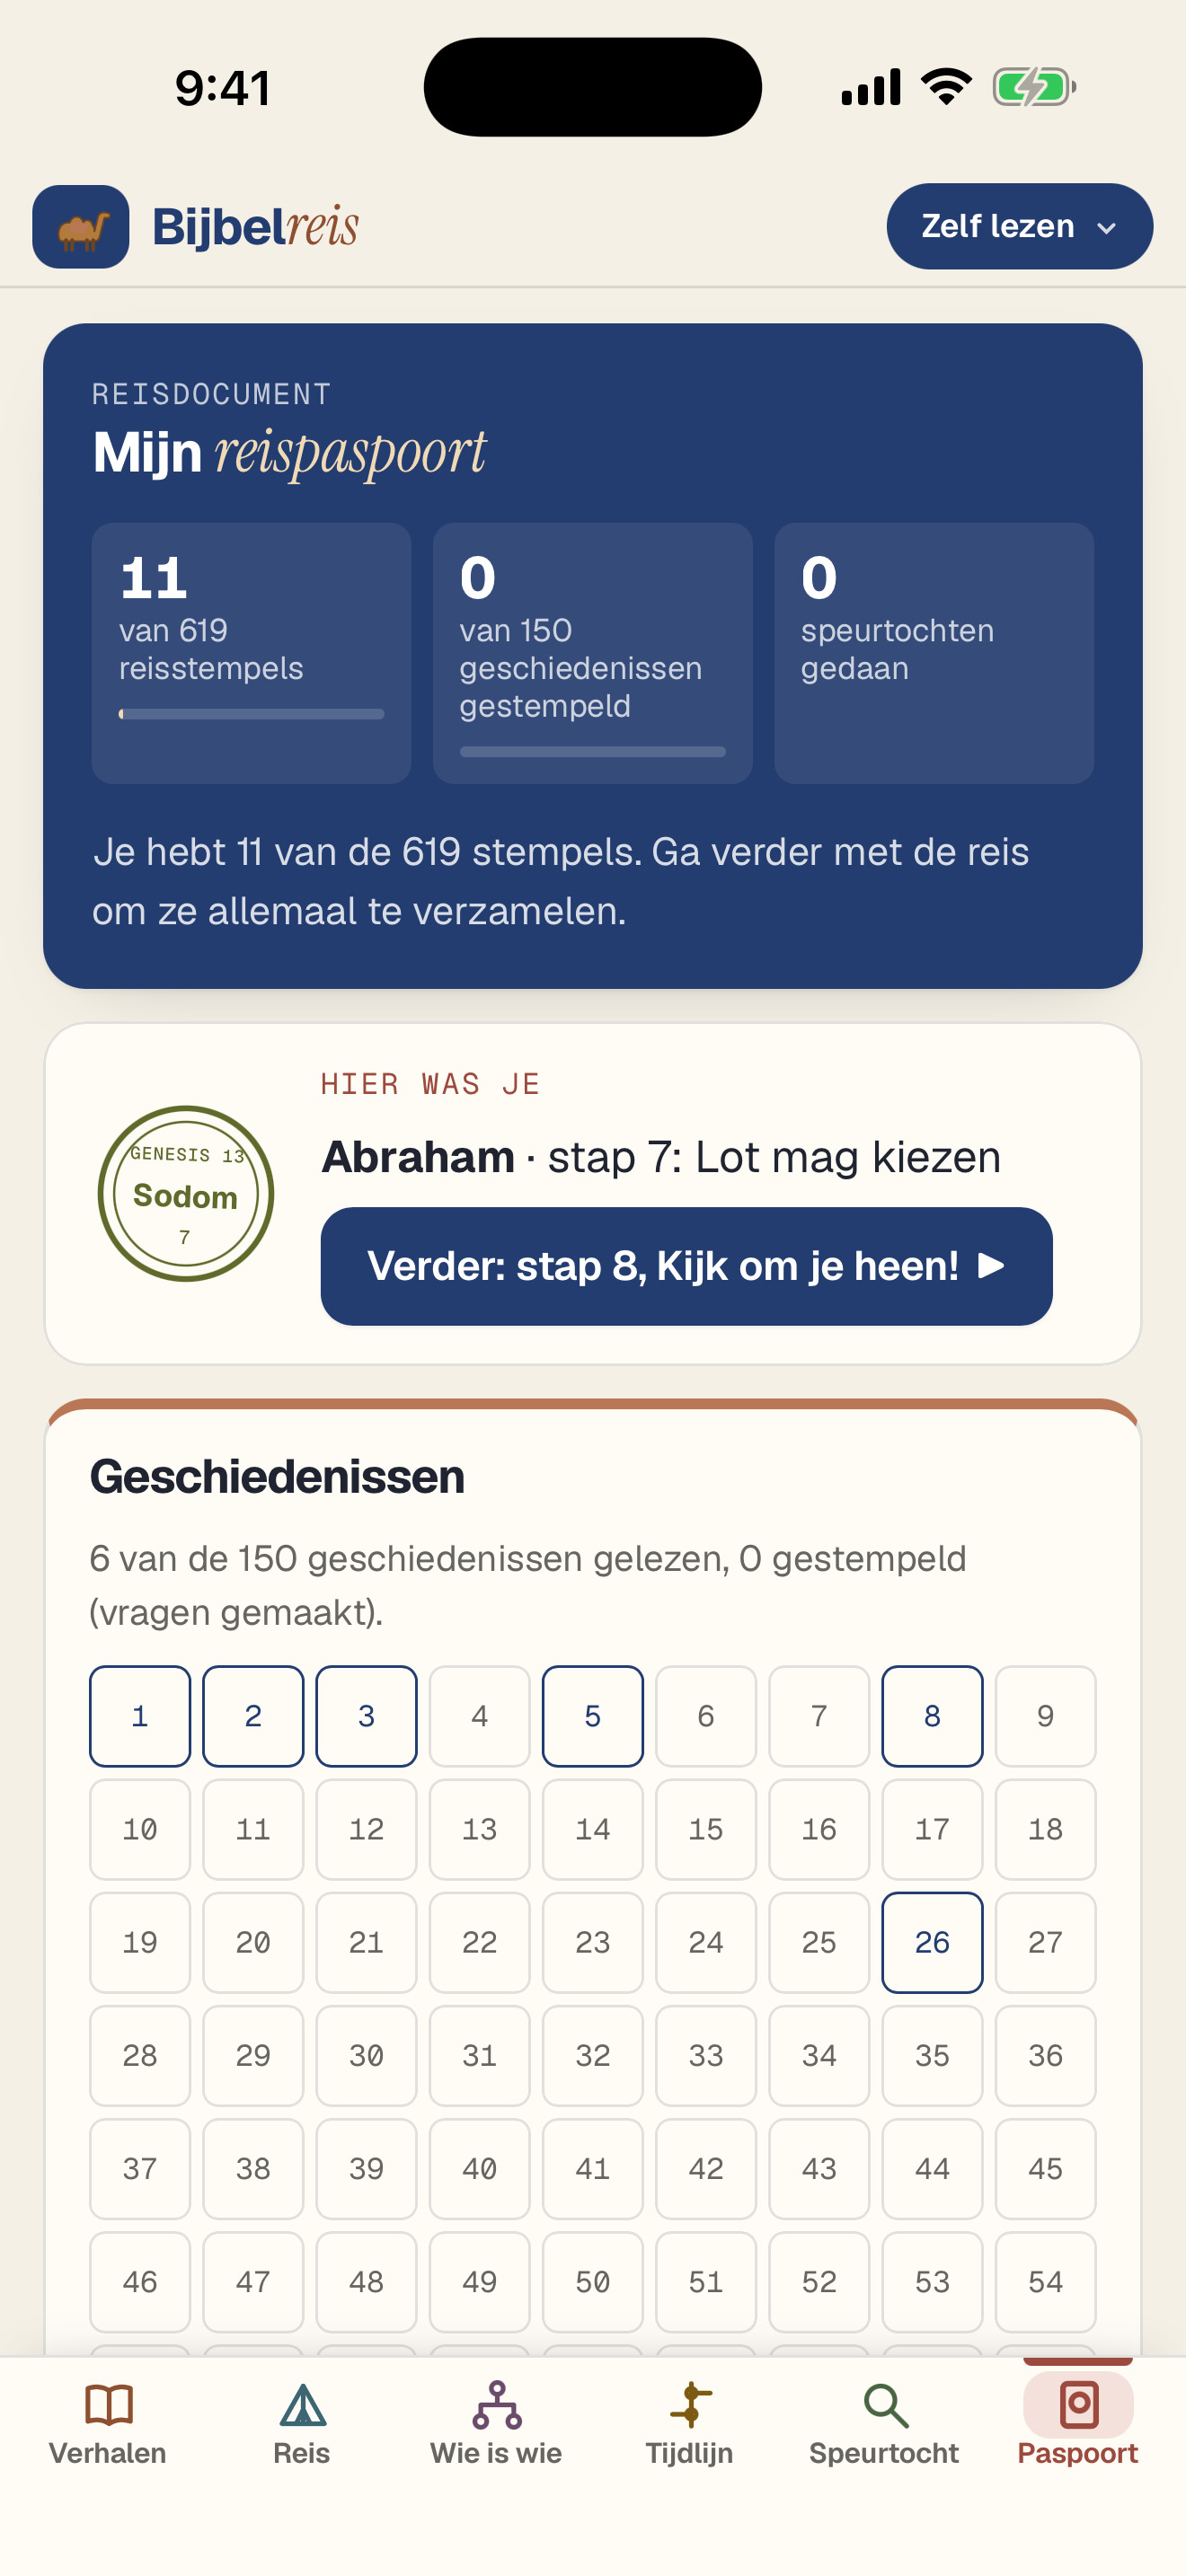 9:41
Bijbelreis
Zelf lezen
REISDOCUMENT
Mijn reispaspoort
11
van 619
reisstempels
0
van 150
geschiedenissen
gestempeld
0
speurtochten
gedaan
Je hebt 11 van de 619 stempels. Ga verder met de reis
om ze allemaal te verzamelen.
GENESIS 13
Sodom
7
HIER WAS JE
Abraham · stap 7: Lot mag kiezen
Verder: stap 8, Kijk om je heen!
Geschiedenissen
6 van de 150 geschiedenissen gelezen, 0 gestempeld
(vragen gemaakt).
1 2 3 4 5 6 7 8 9
10 11 12 13 14 15 16 17 18
19 20 21 22 23 24 25 26 27
28 29 30 31 32 33 34 35 36
37 38 39 40 41 42 43 44 45
46 47 48 49 50 51 52 53 54
Verhalen Reis Wie is wie Tijdlijn Speurtocht Paspoort